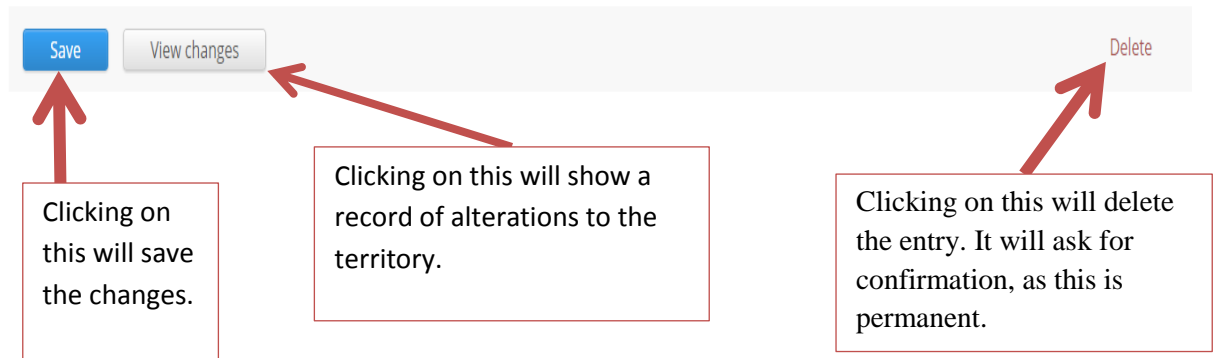 Save
View changes
Delete
Clicking on
this will save
the changes.
Clicking on this will show a
record of alterations to the
territory.
Clicking on this will delete
the entry. It will ask for
confirmation, as this is
permanent.